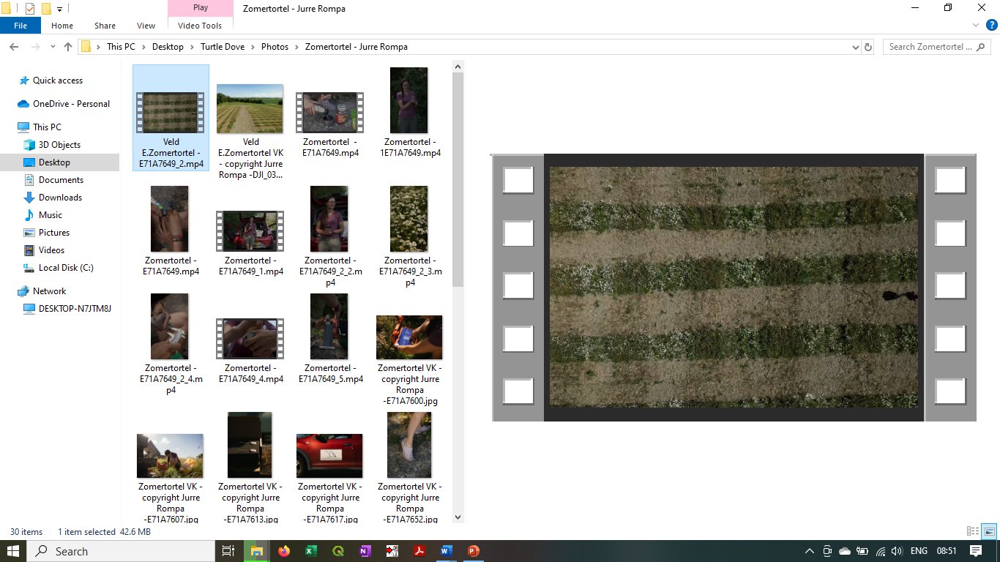 Play
Zomertortel - Jurre Rompa
File
Home
Share
View
Video Tools
This PC
Desktop
Turtle Dove
Photos
Zomertortel - Jurre Rompa
Search Zomertortel ...
Quick access
OneDrive - Personal
This PC
3D Objects
Desktop
Documents
Downloads
Music
Pictures
Videos
Local Disk (C:)
Network
DESKTOP-N7JTM8J
Veld
E.Zomertortel -
E71A7649_2.mp4
Veld
E.Zomertortel VK
- copyright Jurre
Rompa -DJI_03...
Zomertortel -
E71A7649.mp4
Zomertortel -
1E71A7649.mp4
Zomertortel -
E71A7649.mp4
Zomertortel -
E71A7649_1.mp4
Zomertortel -
E71A7649_2_2.m
p4
Zomertortel -
E71A7649_2_3.m
p4
Zomertortel -
E71A7649_2_4.m
p4
Zomertortel -
E71A7649_4.mp4
Zomertortel -
E71A7649_5.mp4
Zomertortel VK -
copyright Jurre
Rompa
-E71A7600.jpg
Zomertortel VK -
copyright Jurre
Rompa
-E71A7607.jpg
Zomertortel VK -
copyright Jurre
Rompa
-E71A7613.jpg
Zomertortel VK -
copyright Jurre
Rompa
-E71A7617.jpg
Zomertortel VK -
copyright Jurre
Rompa
-E71A7652.jpg
30 items
1 item selected 42.6 MB
Search
ENG
08:51